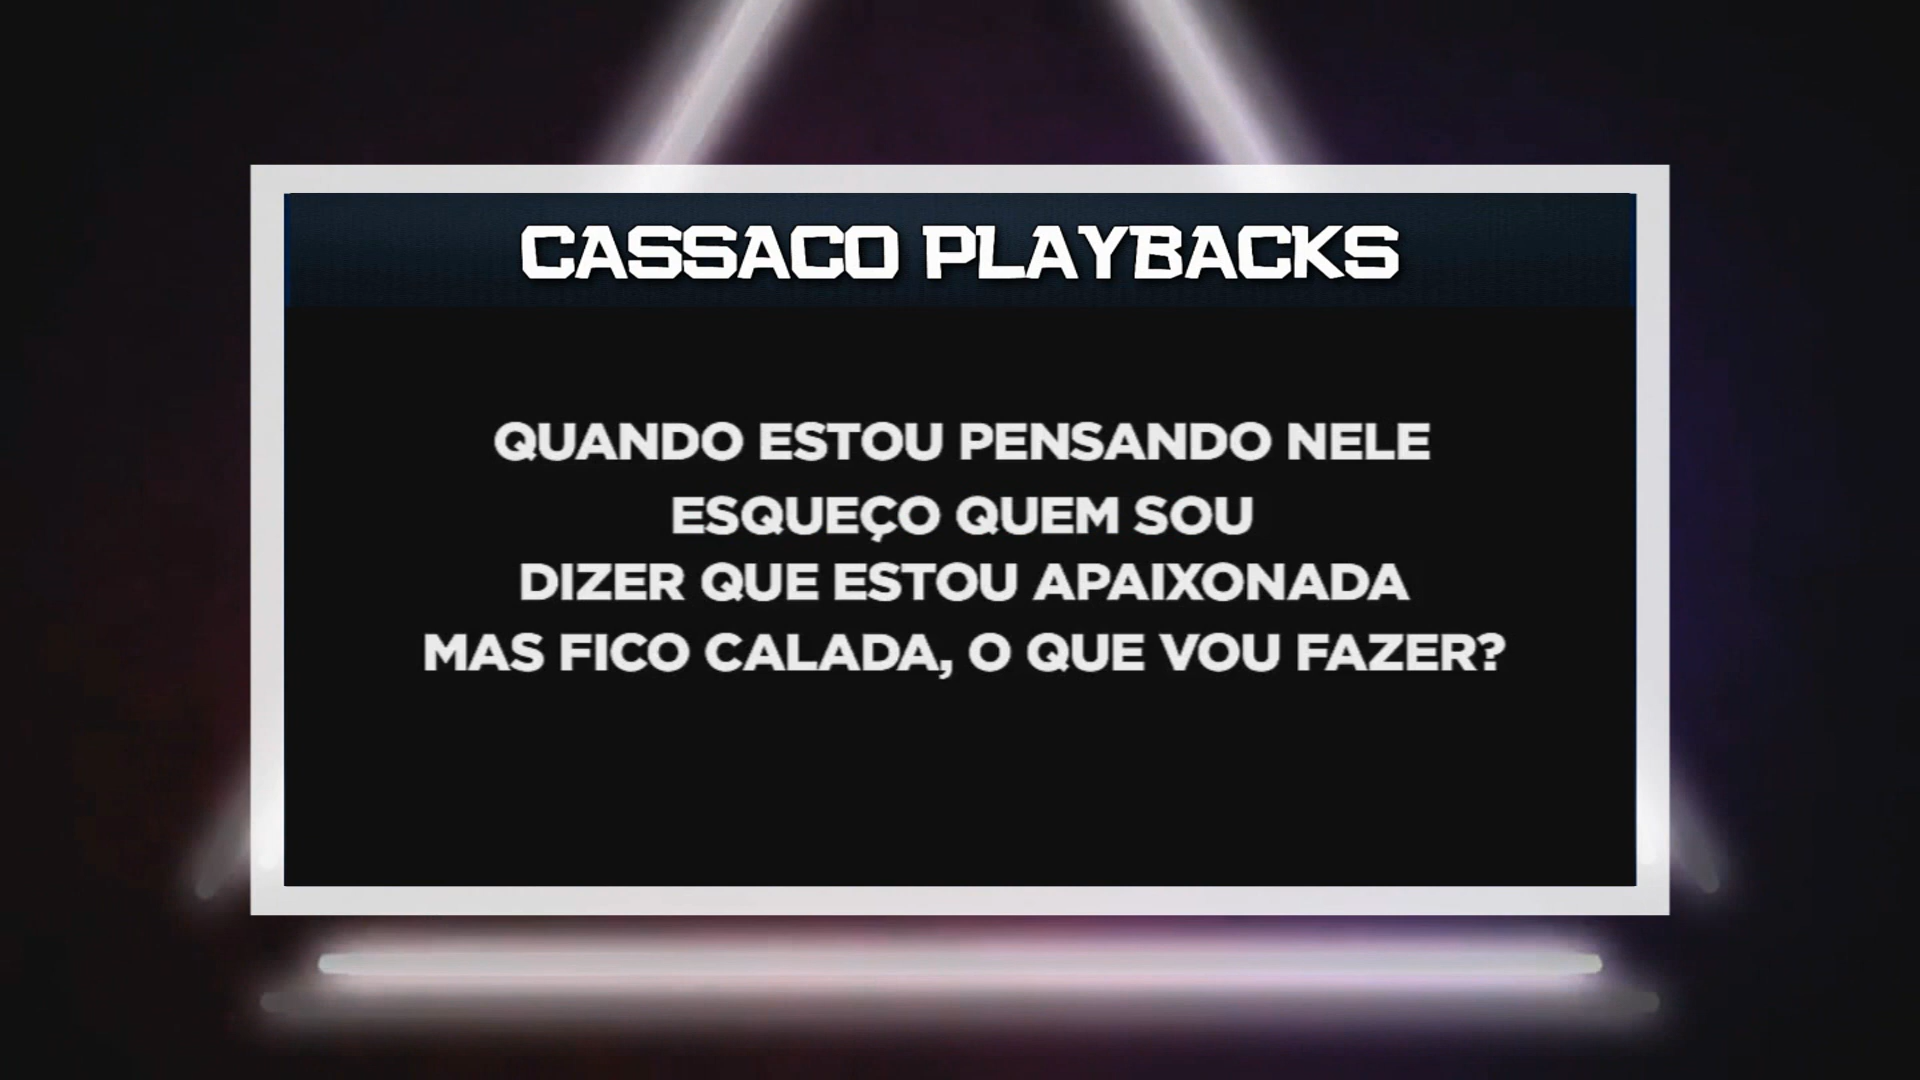 CASSACO PLAYBACKS
QUANDO ESTOU PENSANDO NELE
ESQUEÇO QUEM SOU
DIZER QUE ESTOU APAIXONADA
MAS FICO CALADA, O QUE VOU FAZER?